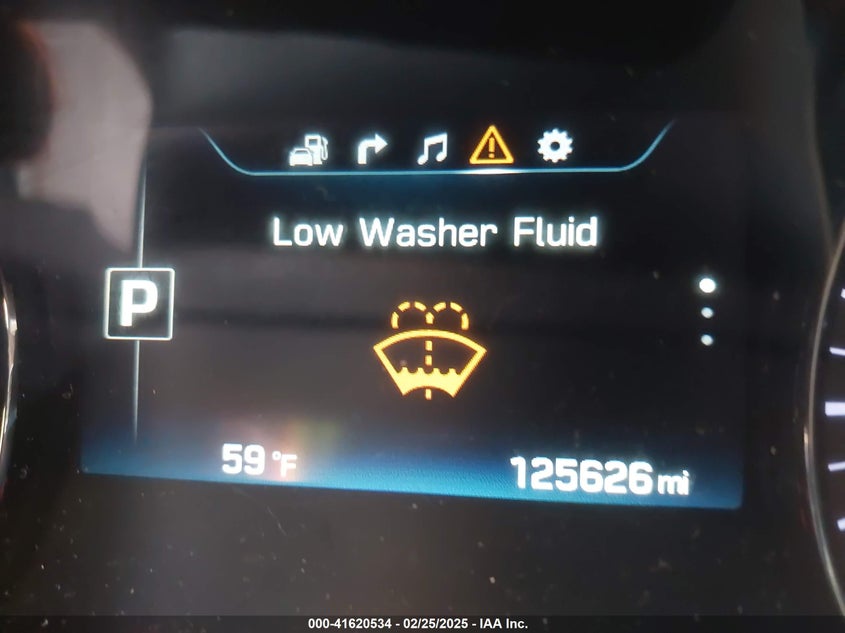 Low Washer Fluid
P
59 °F
125626 mi
000-41620534 - 02/25/2025 - IAA Inc.